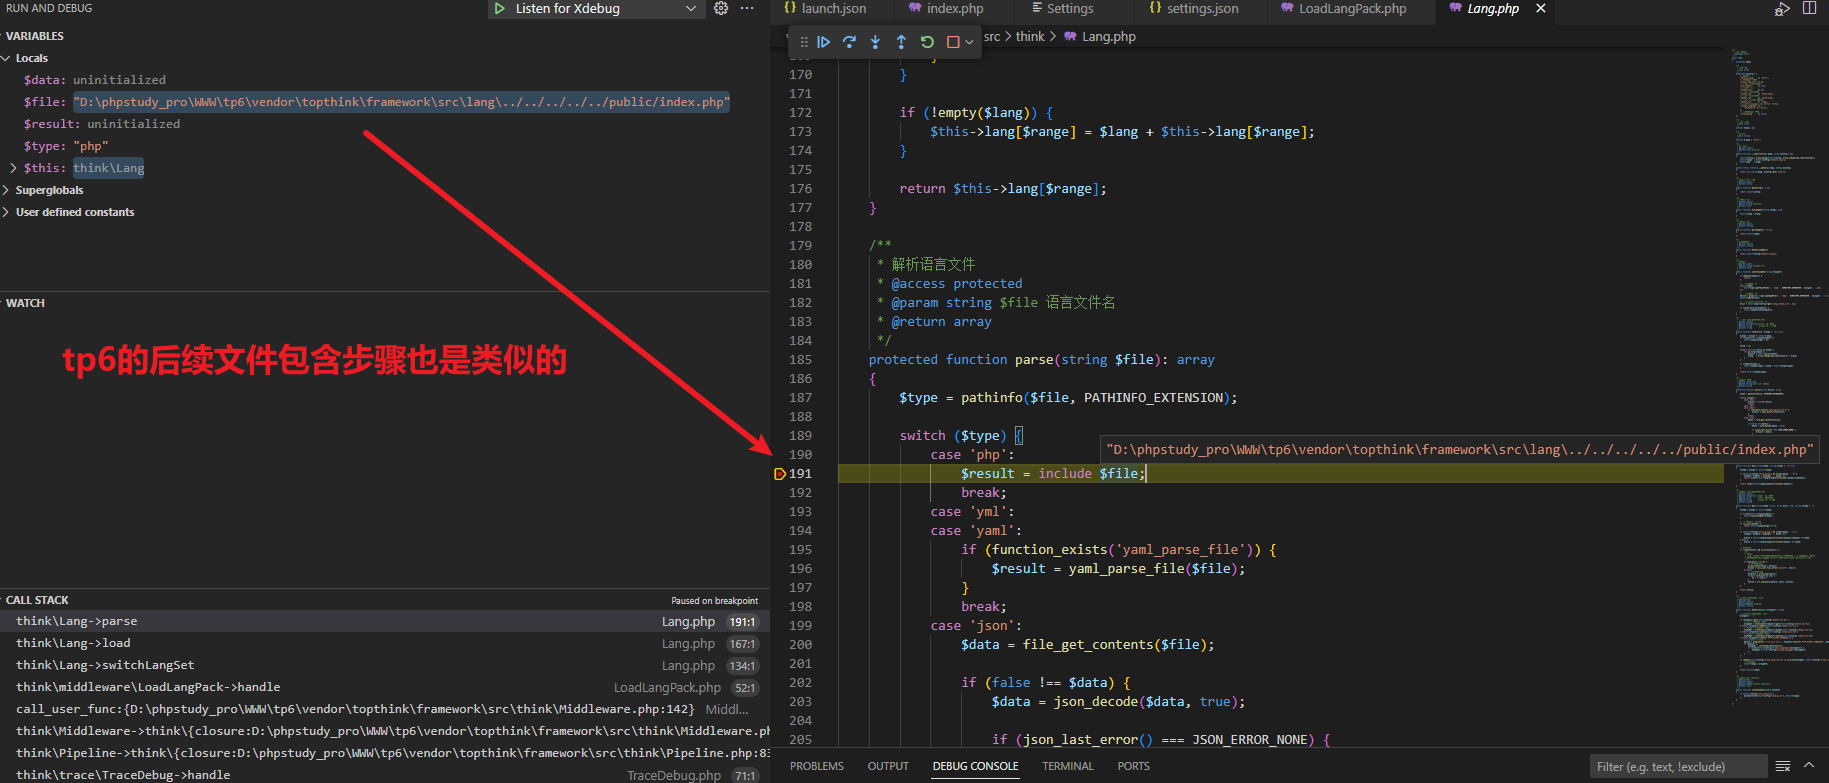 RUN AND DEBUG
Listen for Xdebug
VARIABLES
Locals
$data: uninitialized
$file: "D:\phpstudy_pro\WWW\tp6\vendor\topthink\framework\src\lang\../../../../../public/index.php"
$result: uninitialized
$type: "php"
$this: think\Lang
Superglobals
User defined constants
WATCH
tp6的后续文件包含步骤也是类似的
CALL STACK
Paused on breakpoint
think\Lang->parse Lang.php 191:1
think\Lang->load Lang.php 167:1
think\Lang->switchLangSet Lang.php 134:1
think\middleware\LoadLangPack->handle LoadLangPack.php 52:1
call_user_func:{D:\phpstudy_pro\WWW\tp6\vendor\topthink\framework\src\think\Middleware.php:142} Middl...
think\Middleware->think\{closure:D:\phpstudy_pro\WWW\tp6\vendor\topthink\framework\src\think\Middleware.ph
think\Pipeline->think\{closure:D:\phpstudy_pro\WWW\tp6\vendor\topthink\framework\src\think\Pipeline.php:8
think\trace\TraceDebug->handle TraceDebug.php 71:1
launch.json index.php Settings settings.json LoadLangPack.php Lang.php
src > think > Lang.php
170 }
171
172 if (!empty($lang)) {
173 $this->lang[$range] = $lang + $this->lang[$range];
174 }
175
176 return $this->lang[$range];
177 }
178
179 /**
180 * 解析语言文件
181 * @access protected
182 * @param string $file 语言文件名
183 * @return array
184 */
185 protected function parse(string $file): array
186 {
187 $type = pathinfo($file, PATHINFO_EXTENSION);
188
189 switch ($type) {
"D:\phpstudy_pro\WWW\tp6\vendor\topthink\framework\src\lang\../../../../../public/index.php"
190 case 'php':
191 $result = include $file;
192 break;
193 case 'yml':
194 case 'yaml':
195 if (function_exists('yaml_parse_file')) {
196 $result = yaml_parse_file($file);
197 }
198 break;
199 case 'json':
200 $data = file_get_contents($file);
201
202 if (false !== $data) {
203 $data = json_decode($data, true);
204
205 if (json_last_error() === JSON_ERROR_NONE) {
PROBLEMS OUTPUT DEBUG CONSOLE TERMINAL PORTS
Filter (e.g. text, !exclude)